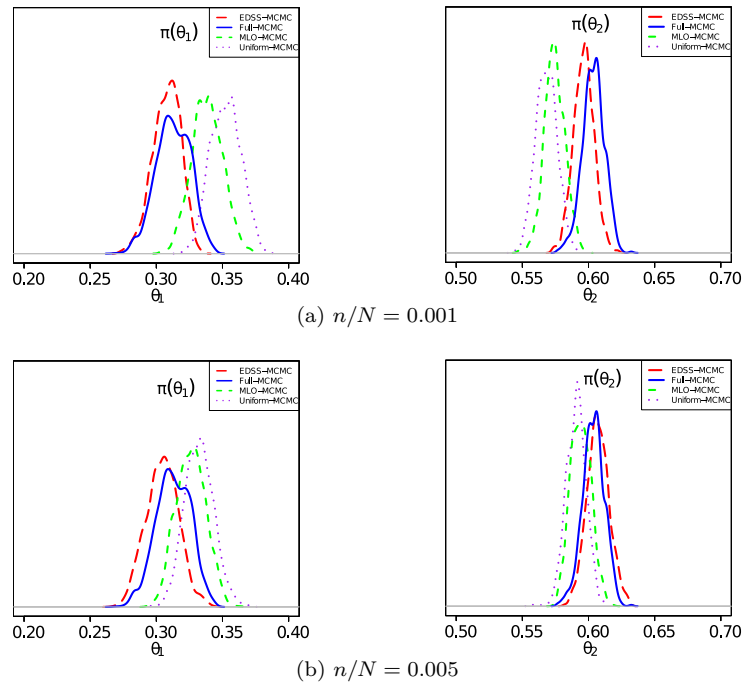 π(θ1)
EDSS−MCMC
Full−MCMC
MLO−MCMC
Uniform−MCMC
0.20 0.25 0.30 0.35 0.40
θ1
π(θ2)
EDSS−MCMC
Full−MCMC
MLO−MCMC
Uniform−MCMC
0.50 0.55 0.60 0.65 0.70
θ2
(a) n/N = 0.001
π(θ1)
EDSS−MCMC
Full−MCMC
MLO−MCMC
Uniform−MCMC
0.20 0.25 0.30 0.35 0.40
θ1
π(θ2)
EDSS−MCMC
Full−MCMC
MLO−MCMC
Uniform−MCMC
0.50 0.55 0.60 0.65 0.70
θ2
(b) n/N = 0.005